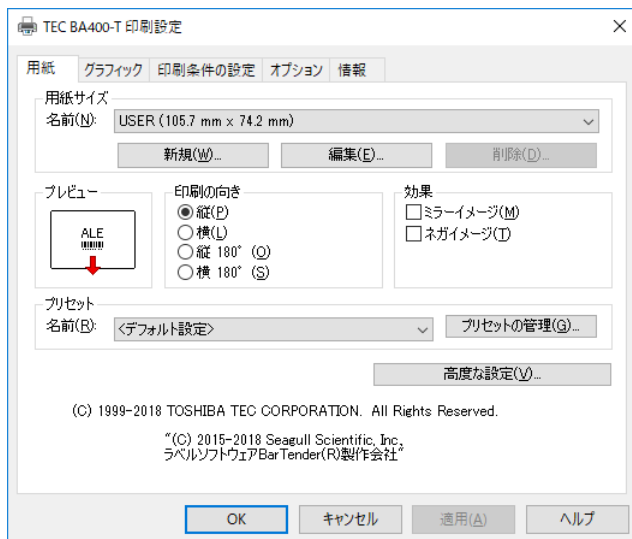 TEC BA400-T 印刷設定
用紙 グラフィック 印刷条件の設定 オプション 情報
用紙サイズ
名前(N): USER (105.7 mm x 74.2 mm)
新規(W)... 編集(E)... 削除(D)...
プレビュー
ALE
印刷の向き
縦(P)
横(L)
縦 180° (O)
横 180° (S)
効果
ミラーイメージ(M)
ネガイメージ(T)
プリセット
名前(R): <デフォルト設定> プリセットの管理(G)...
高度な設定(V)...
(C) 1999-2018 TOSHIBA TEC CORPORATION. All Rights Reserved.
"(C) 2015-2018 Seagull Scientific, Inc、
ラベルソフトウェアBarTender(R)製作会社"
OK キャンセル 適用(A) ヘルプ